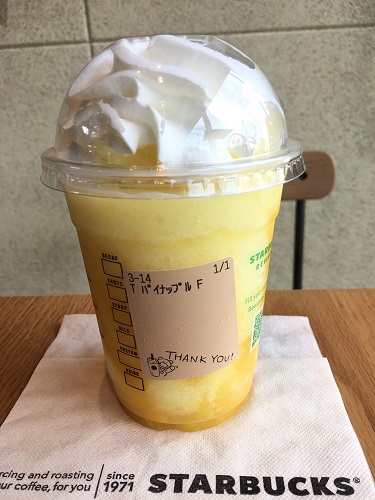 3-14 1/1
T パイナップル F
THANK YOU!
DECAF
SHOTS
SYRUP
MILK
CUSTOM
DRINK
rcing and roasting
ur coffee, for you
since
1971
STARBUCKS®